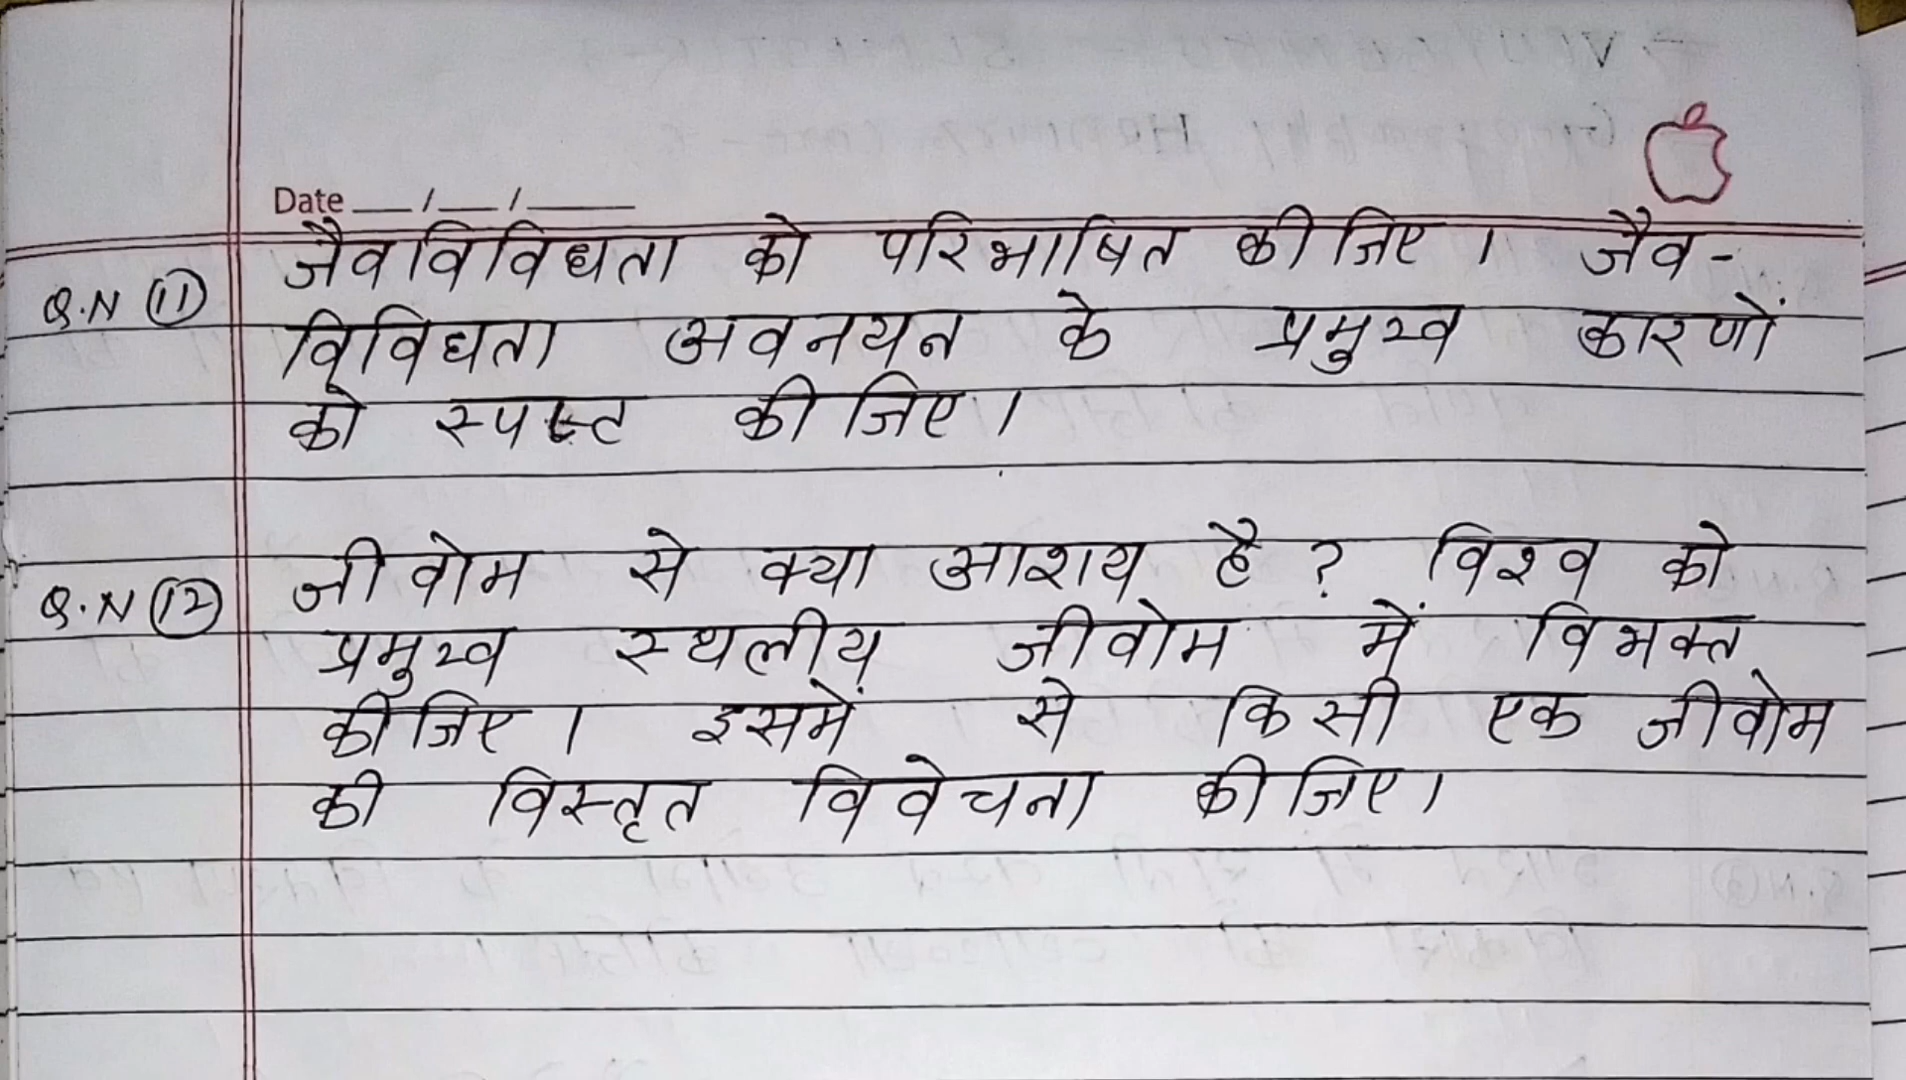 Date __/__/____
जैवविविधता को परिभाषित कीजिए । जैव-
Q.N (11)
विविधता अवनयन के प्रमुख कारणों
को स्पष्ट कीजिए ।
जीवोम से क्या आशय है ? विश्व को
Q.N (12)
प्रमुख स्थलीय जीवोम में विभक्त
कीजिए । इसमें से किसी एक जीवोम
की विस्तृत विवेचना कीजिए ।